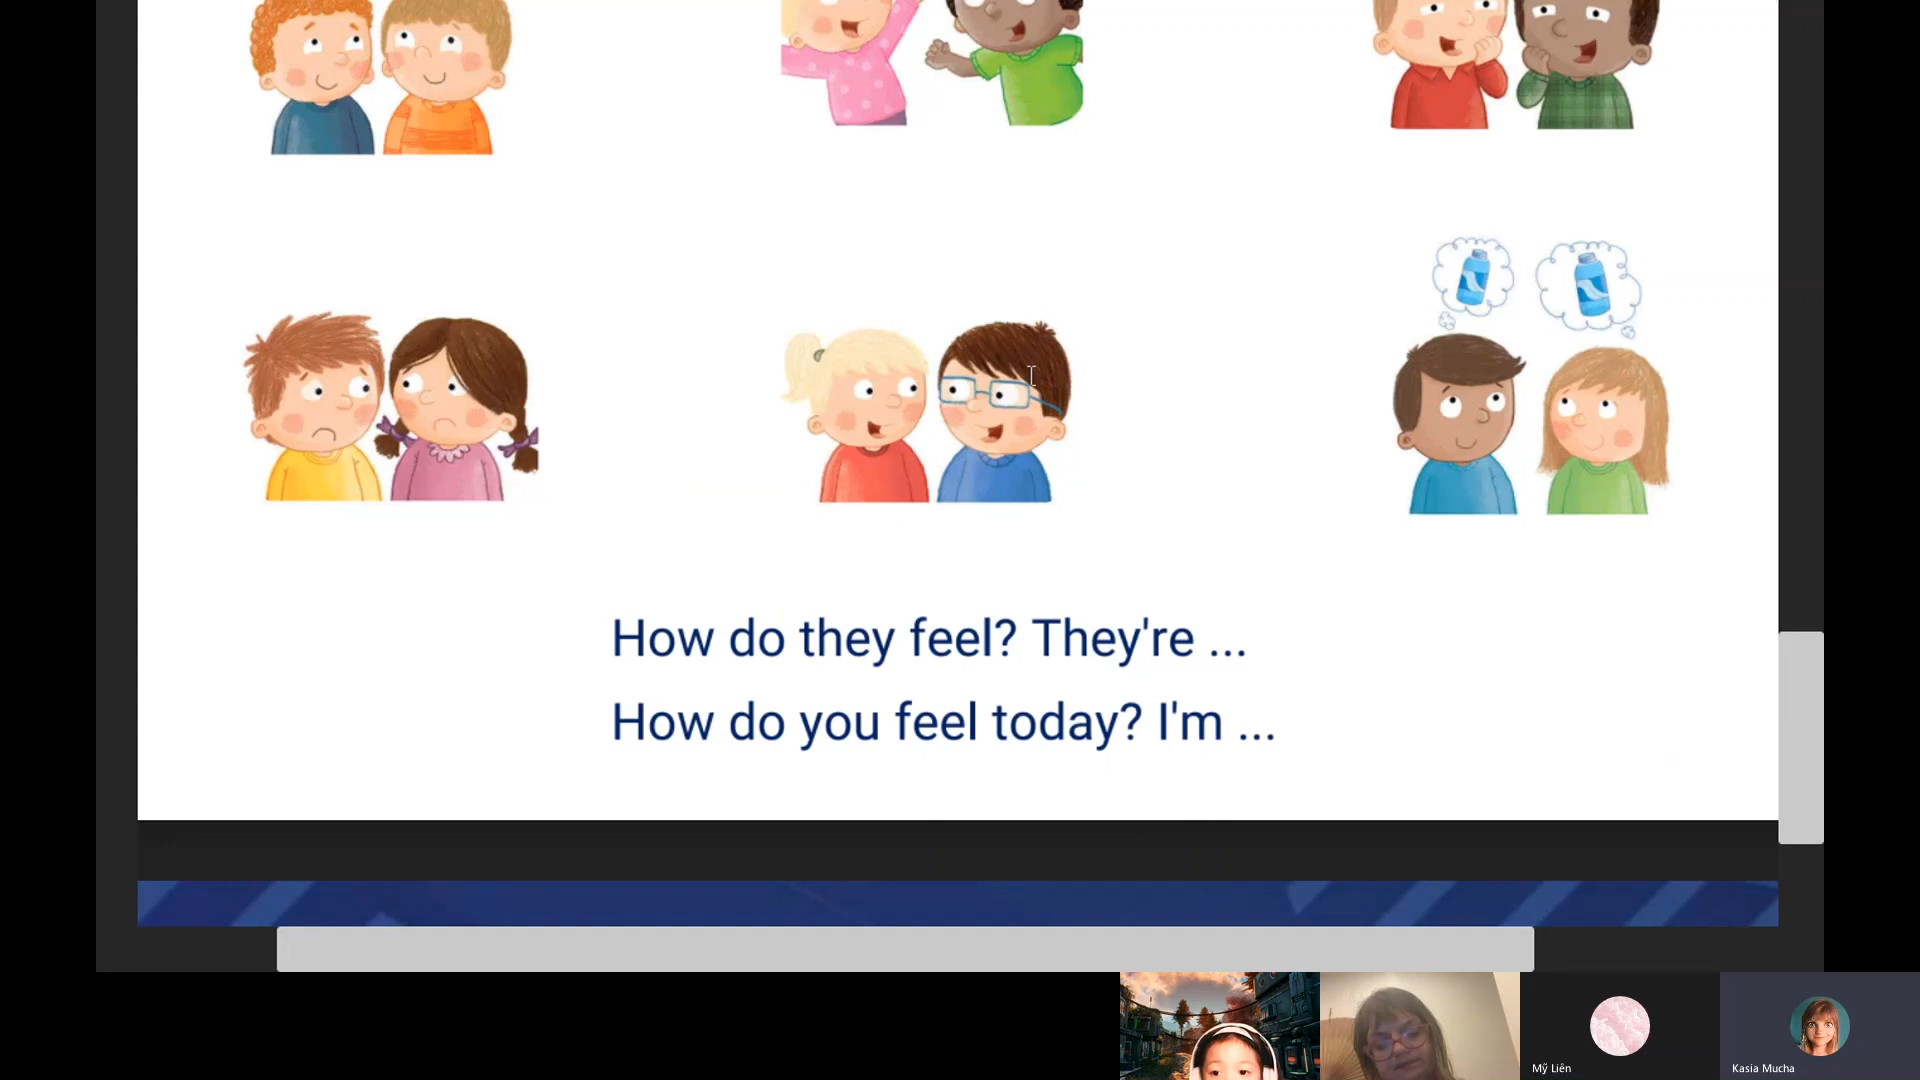 How do they feel? They're ...
How do you feel today? I'm ...
Mỹ Liên
Kasia Mucha